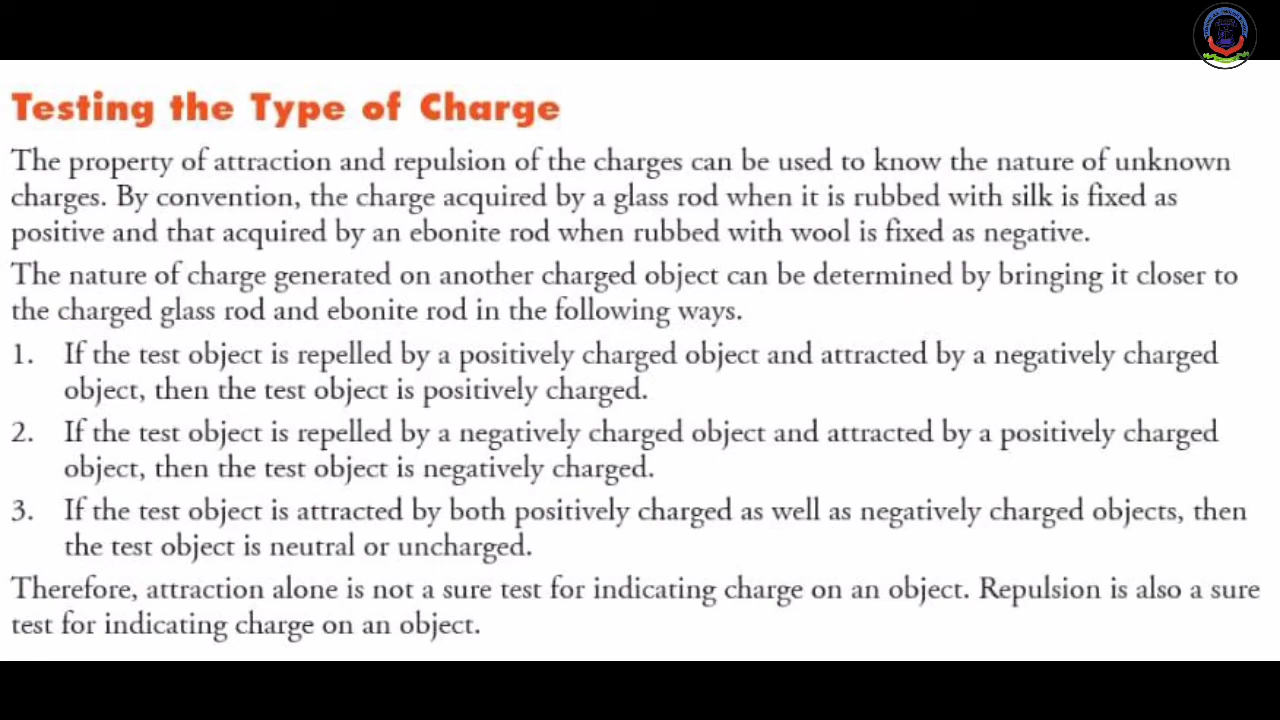 Testing the Type of Charge
The property of attraction and repulsion of the charges can be used to know the nature of unknown
charges. By convention, the charge acquired by a glass rod when it is rubbed with silk is fixed as
positive and that acquired by an ebonite rod when rubbed with wool is fixed as negative.
The nature of charge generated on another charged object can be determined by bringing it closer to
the charged glass rod and ebonite rod in the following ways.
1. If the test object is repelled by a positively charged object and attracted by a negatively charged
object, then the test object is positively charged.
2. If the test object is repelled by a negatively charged object and attracted by a positively charged
object, then the test object is negatively charged.
3. If the test object is attracted by both positively charged as well as negatively charged objects, then
the test object is neutral or uncharged.
Therefore, attraction alone is not a sure test for indicating charge on an object. Repulsion is also a sure
test for indicating charge on an object.